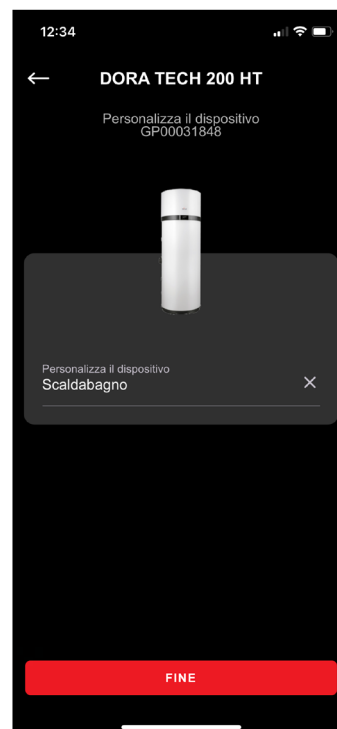 12:34
DORA TECH 200 HT
Personalizza il dispositivo
GP00031848
Personalizza il dispositivo
Scaldabagno
FINE